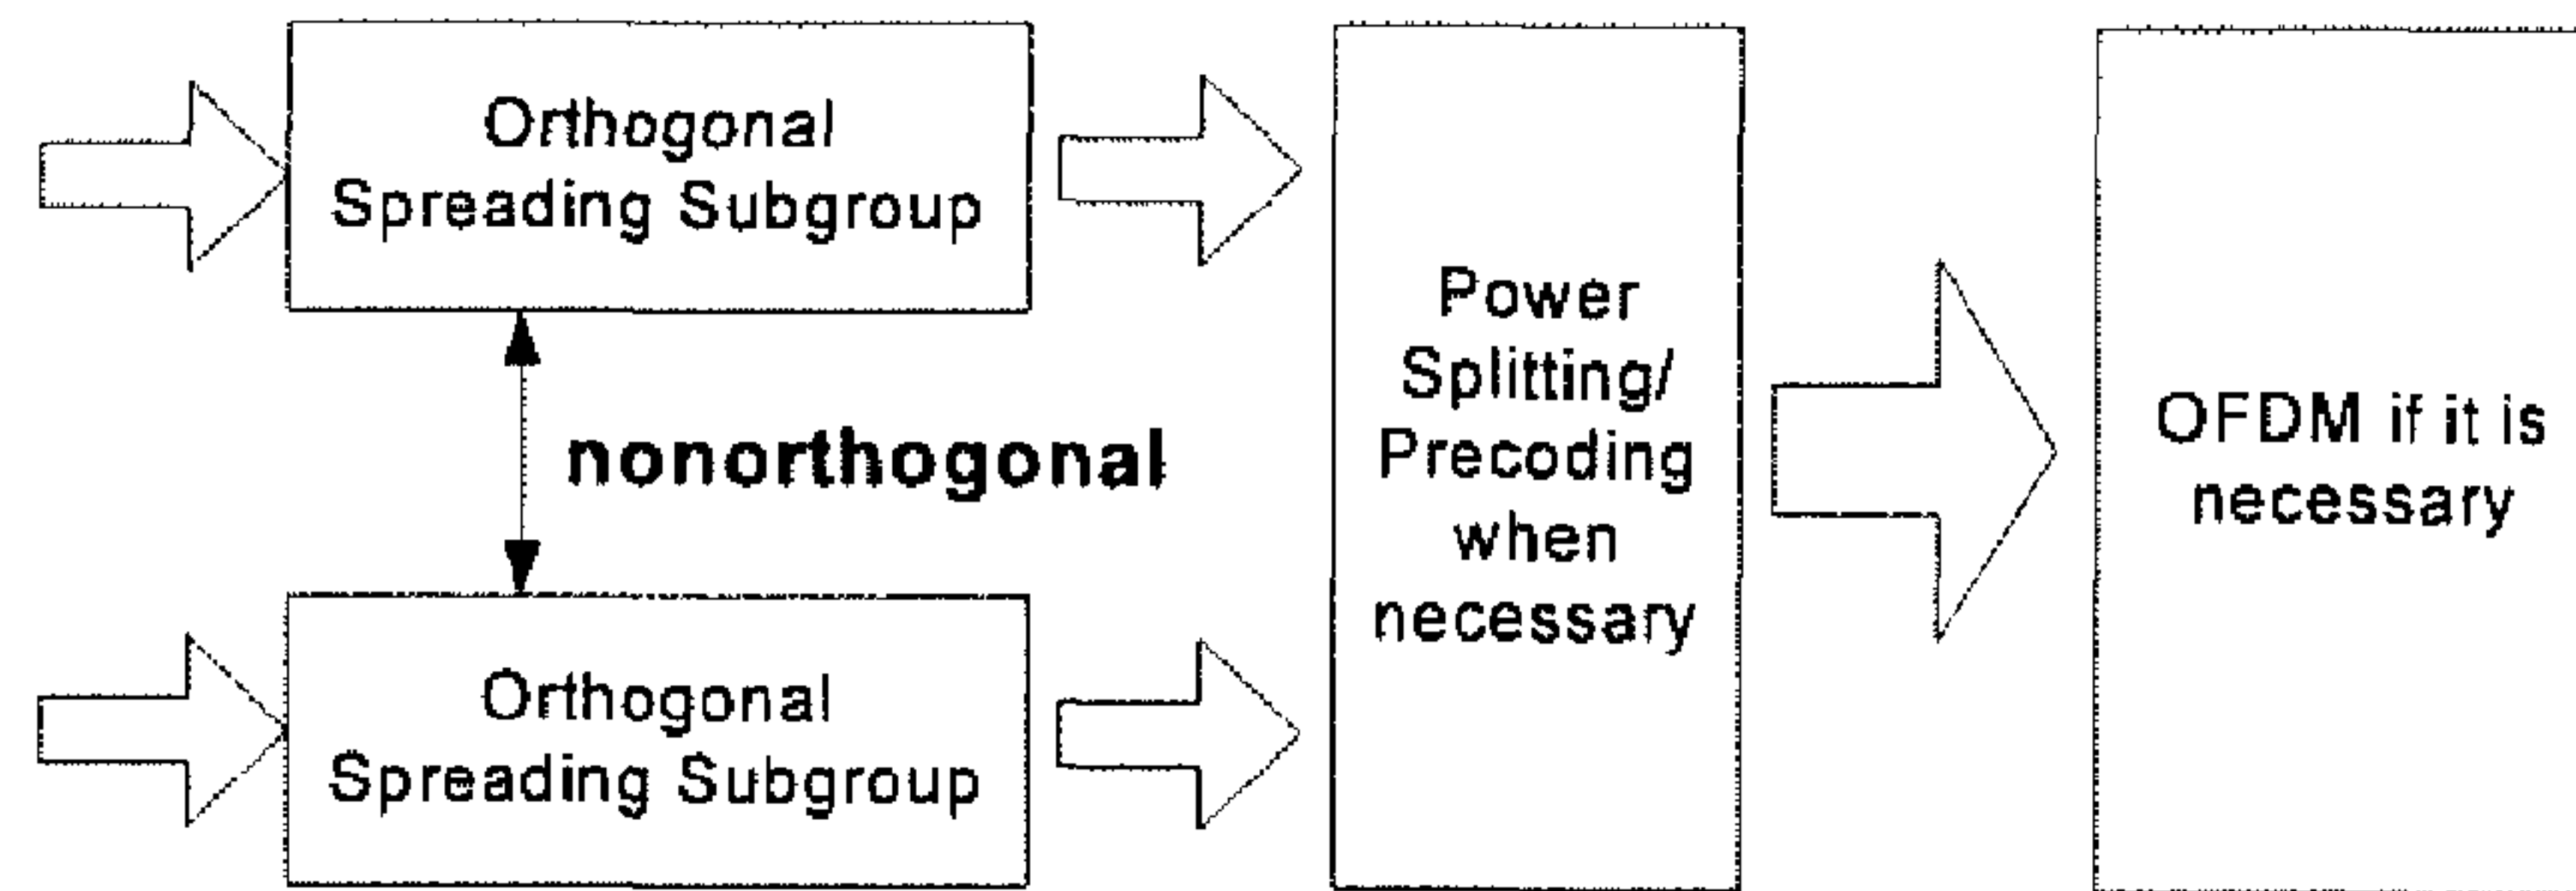 Orthogonal
Spreading Subgroup
nonorthogonal
Orthogonal
Spreading Subgroup
Power
Splitting/
Precoding
when
necessary
OFDM if it is
necessary